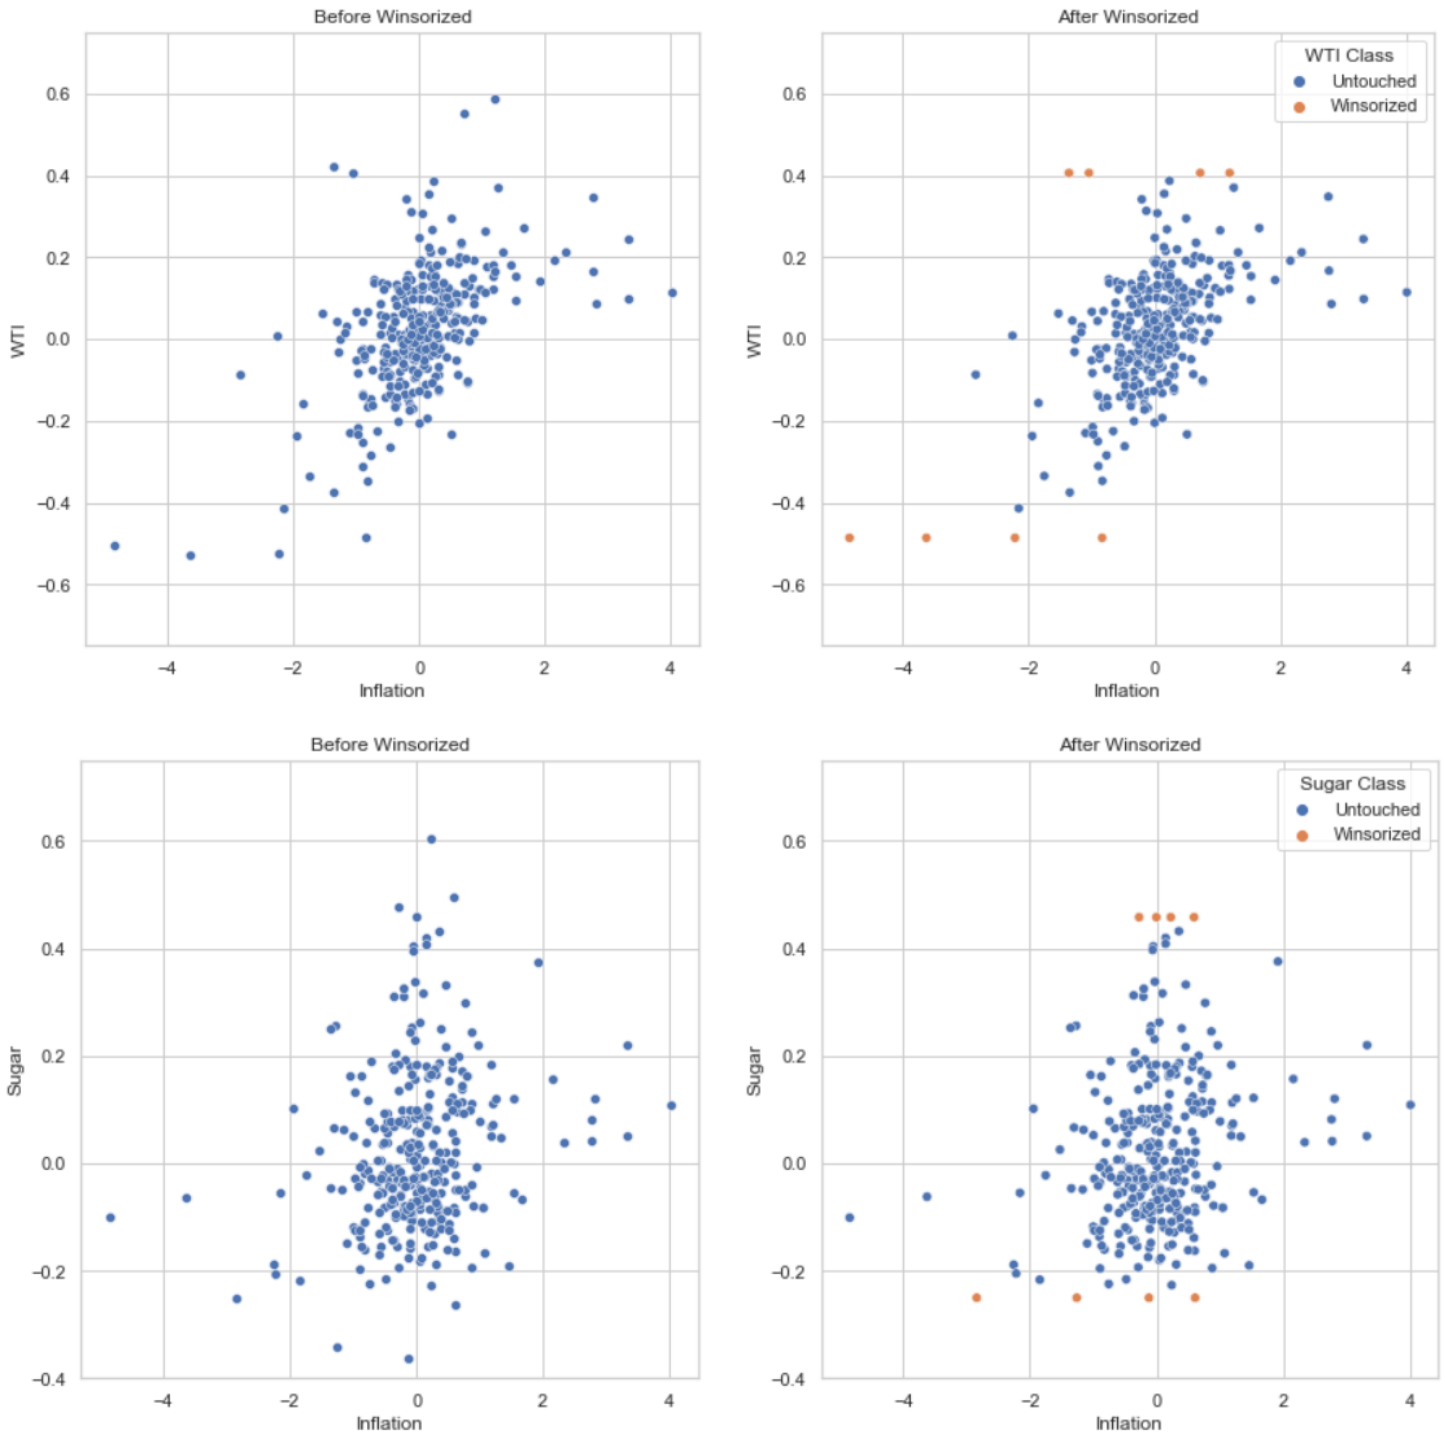 Before Winsorized
WTI
0.6
0.4
0.2
0.0
−0.2
−0.4
−0.6
−4 −2 0 2 4
Inflation
After Winsorized
WTI Class
Untouched
Winsorized
WTI
0.6
0.4
0.2
0.0
−0.2
−0.4
−0.6
−4 −2 0 2 4
Inflation
Before Winsorized
Sugar
0.6
0.4
0.2
0.0
−0.2
−0.4
−4 −2 0 2 4
Inflation
After Winsorized
Sugar Class
Untouched
Winsorized
Sugar
0.6
0.4
0.2
0.0
−0.2
−0.4
−4 −2 0 2 4
Inflation